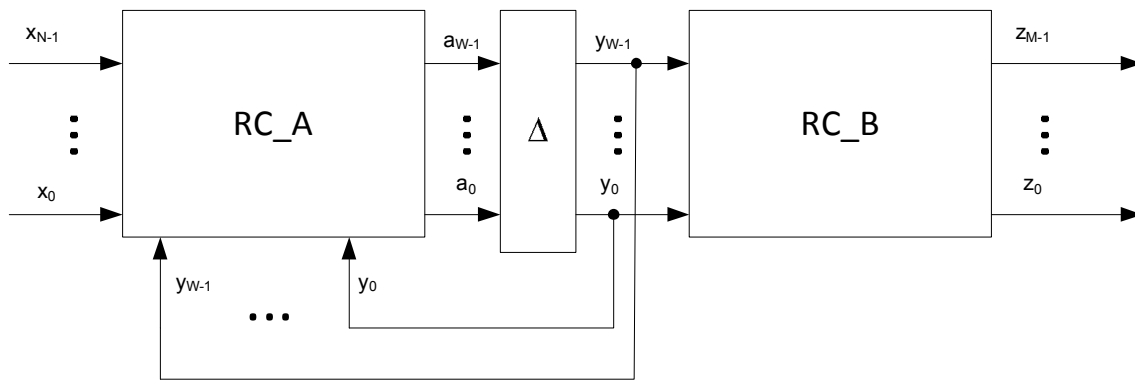 x_{N-1} a_{W-1} y_{W-1} z_{M-1}
RC_A Δ RC_B
x_0 a_0 y_0 z_0
y_{W-1} y_0